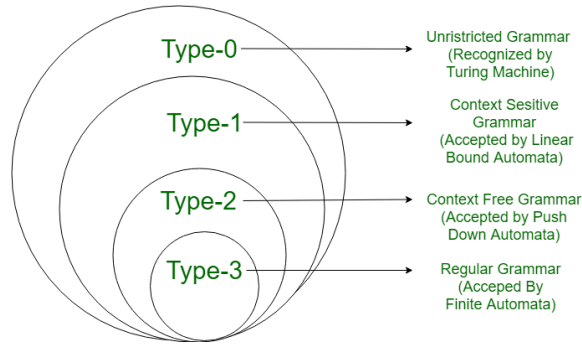 Type-0
Unristricted Grammar
(Recognized by
Turing Machine)
Type-1
Context Sesitive
Grammar
(Accepted by Linear
Bound Automata)
Type-2
Context Free Grammar
(Accepted by Push
Down Automata)
Type-3
Regular Grammar
(Acceped By
Finite Automata)